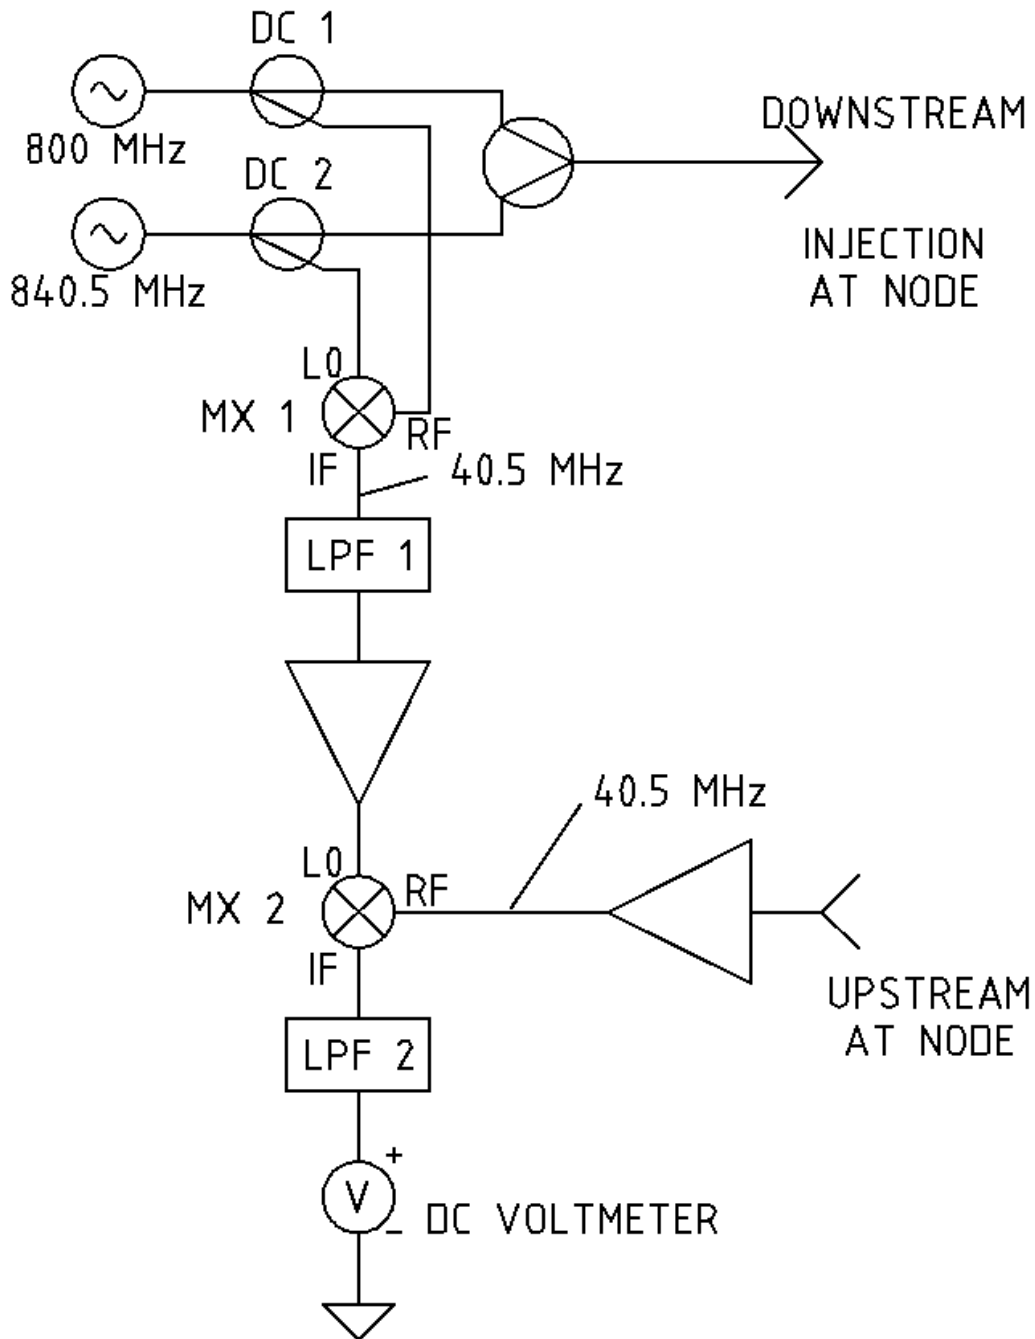 DC 1
800 MHz
DOWNSTREAM
DC 2
840.5 MHz
INJECTION
AT NODE
LO
MX 1
RF
IF
40.5 MHz
LPF 1
40.5 MHz
LO
RF
MX 2
IF
UPSTREAM
AT NODE
LPF 2
+
V
- DC VOLTMETER